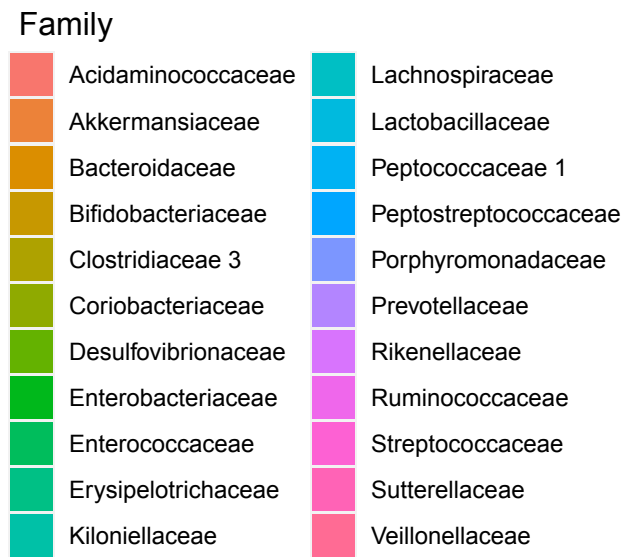 Family
Acidaminococcaceae
Akkermansiaceae
Bacteroidaceae
Bifidobacteriaceae
Clostridiaceae 3
Coriobacteriaceae
Desulfovibrionaceae
Enterobacteriaceae
Enterococcaceae
Erysipelotrichaceae
Kiloniellaceae
Lachnospiraceae
Lactobacillaceae
Peptococcaceae 1
Peptostreptococcaceae
Porphyromonadaceae
Prevotellaceae
Rikenellaceae
Ruminococcaceae
Streptococcaceae
Sutterellaceae
Veillonellaceae